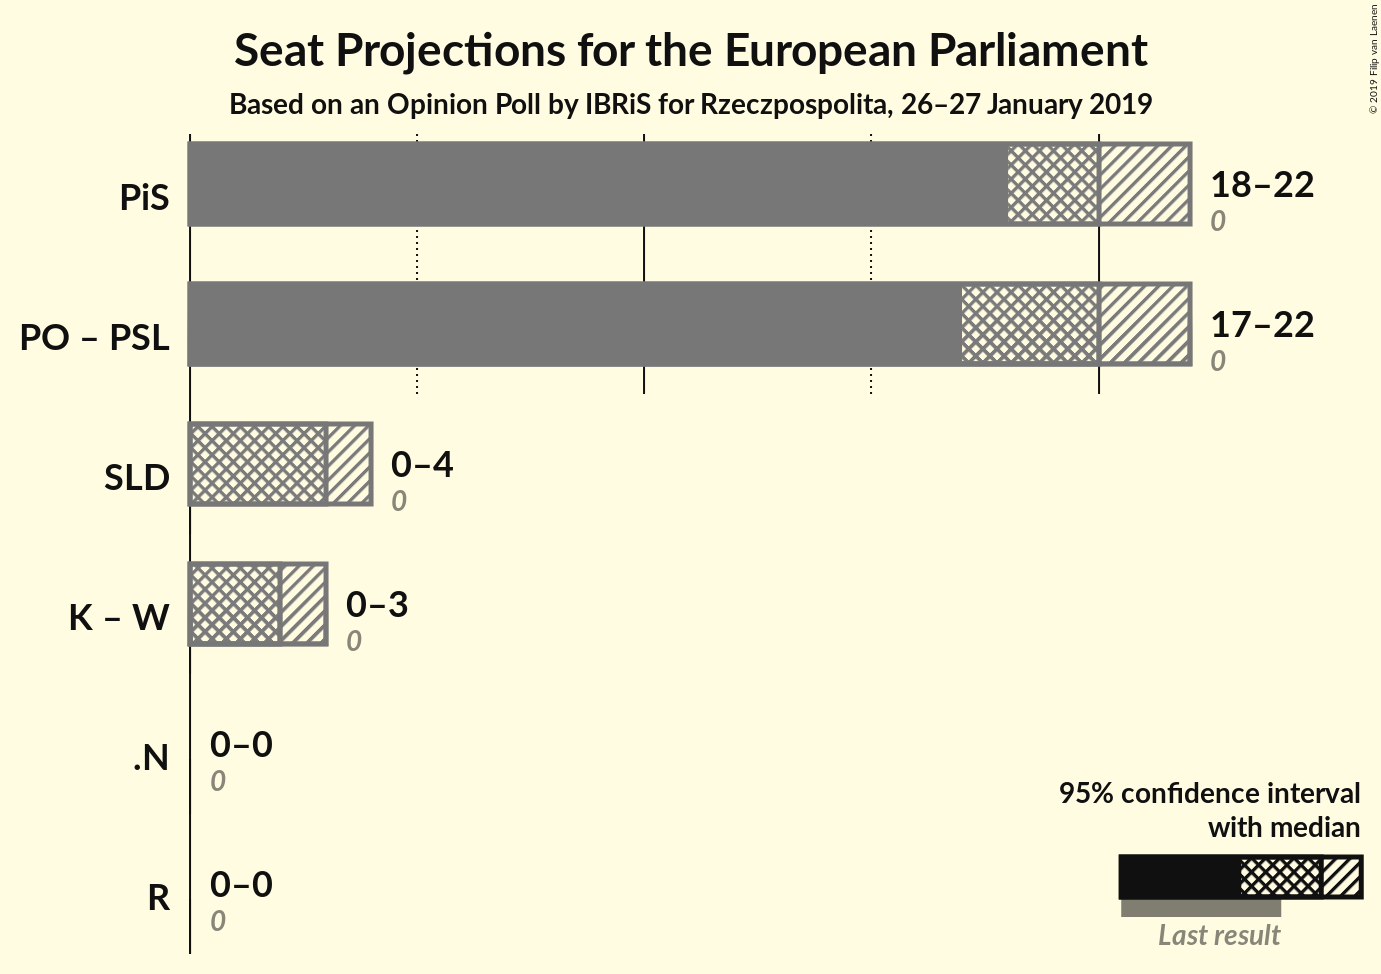 Seat Projections for the European Parliament
Based on an Opinion Poll by IBRiS for Rzeczpospolita, 26–27 January 2019
© 2019 Filip van Laenen
PiS
18–22
0
PO – PSL
17–22
0
SLD
0–4
0
K – W
0–3
0
.N
0–0
0
R
0–0
0
95% confidence interval
with median
Last result